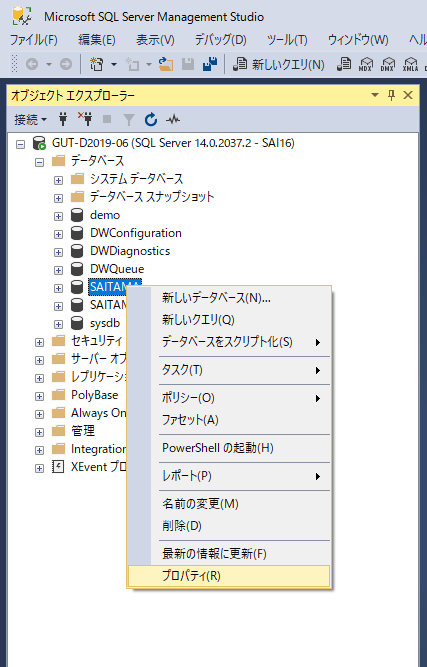 Microsoft SQL Server Management Studio
ファイル(F) 編集(E) 表示(V) デバッグ(D) ツール(T) ウィンドウ(W)
新しいクエリ(N) MDX DMX XMLA
オブジェクト エクスプローラー
接続
GUT-D2019-06 (SQL Server 14.0.2037.2 - SAI16)
データベース
システム データベース
データベース スナップショット
demo
DWConfiguration
DWDiagnostics
DWQueue
SAITAMA
SAITAM
sysdb
セキュリティ
サーバー オブ
レプリケーショ
PolyBase
Always On
管理
Integration
XEvent プロ
新しいデータベース(N)...
新しいクエリ(Q)
データベースをスクリプト化(S)
タスク(T)
ポリシー(O)
ファセット(A)
PowerShell の起動(H)
レポート(P)
名前の変更(M)
削除(D)
最新の情報に更新(F)
プロパティ(R)